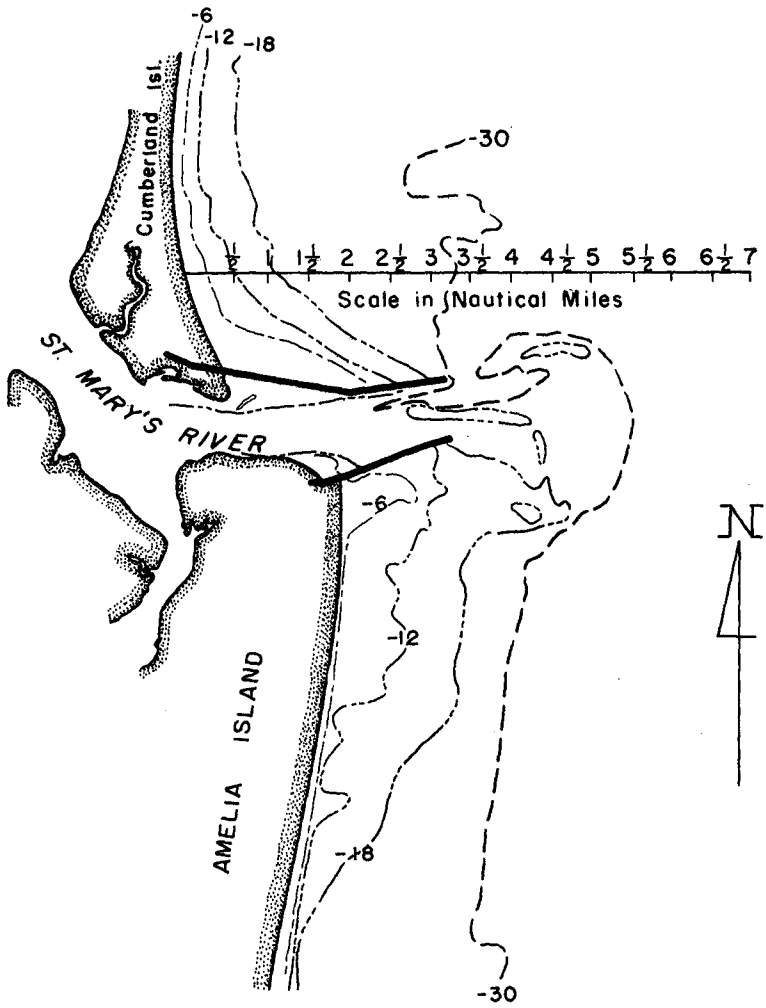 -6
-12 -18
Cumberland Isl.
-30
1/2 1 1 1/2 2 2 1/2 3 3 1/2 4 4 1/2 5 5 1/2 6 6 1/2 7
Scale in Nautical Miles
ST. MARY'S RIVER
-6
N
-12
AMELIA ISLAND
-18
-30